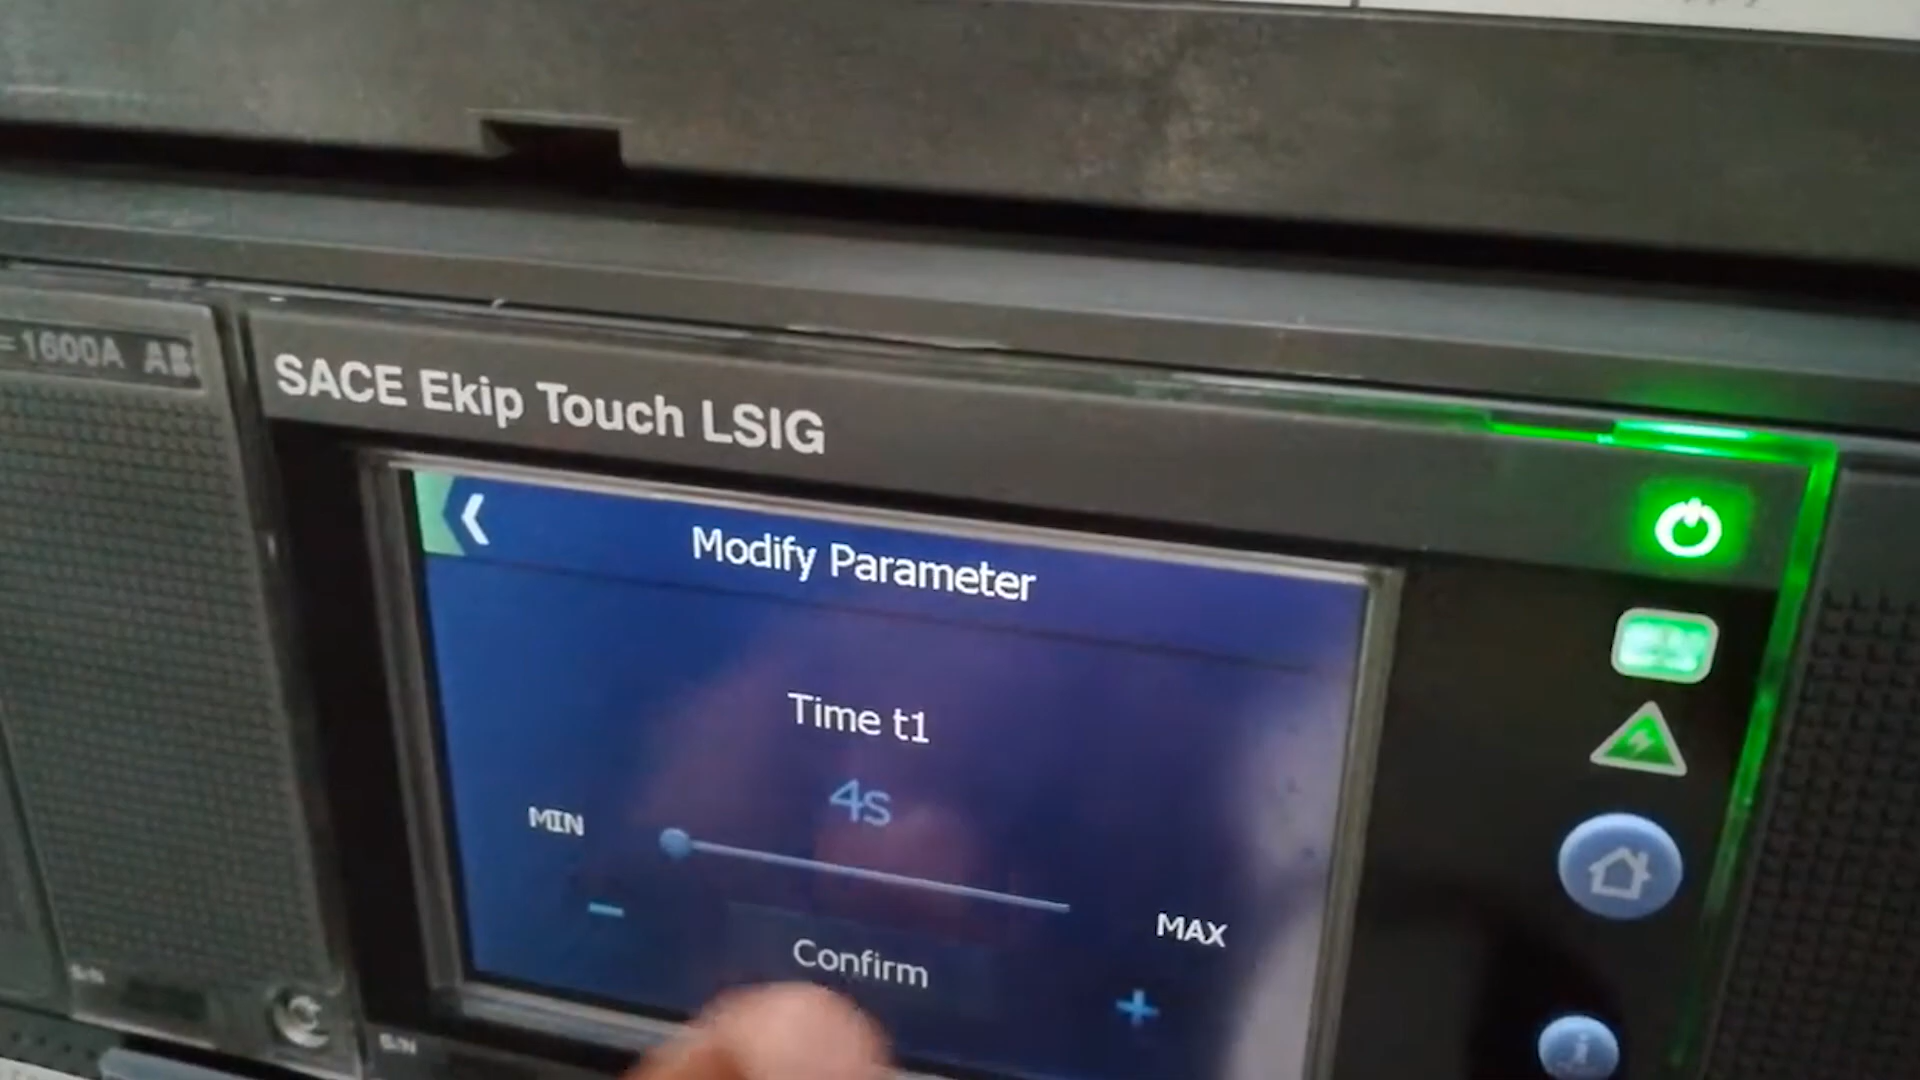 =1600A AB
SACE Ekip Touch LSIG
Modify Parameter
Time t1
4s
MIN
MAX
Confirm
S/N
S/N